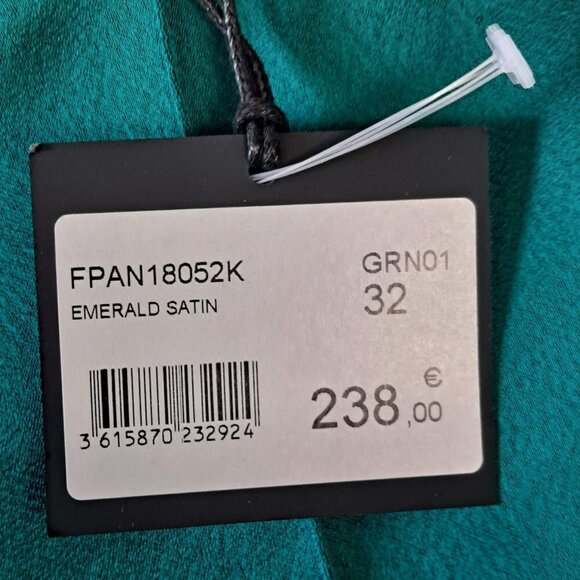 FPAN18052K GRN01
EMERALD SATIN 32
238,00 €
3 615870 232924